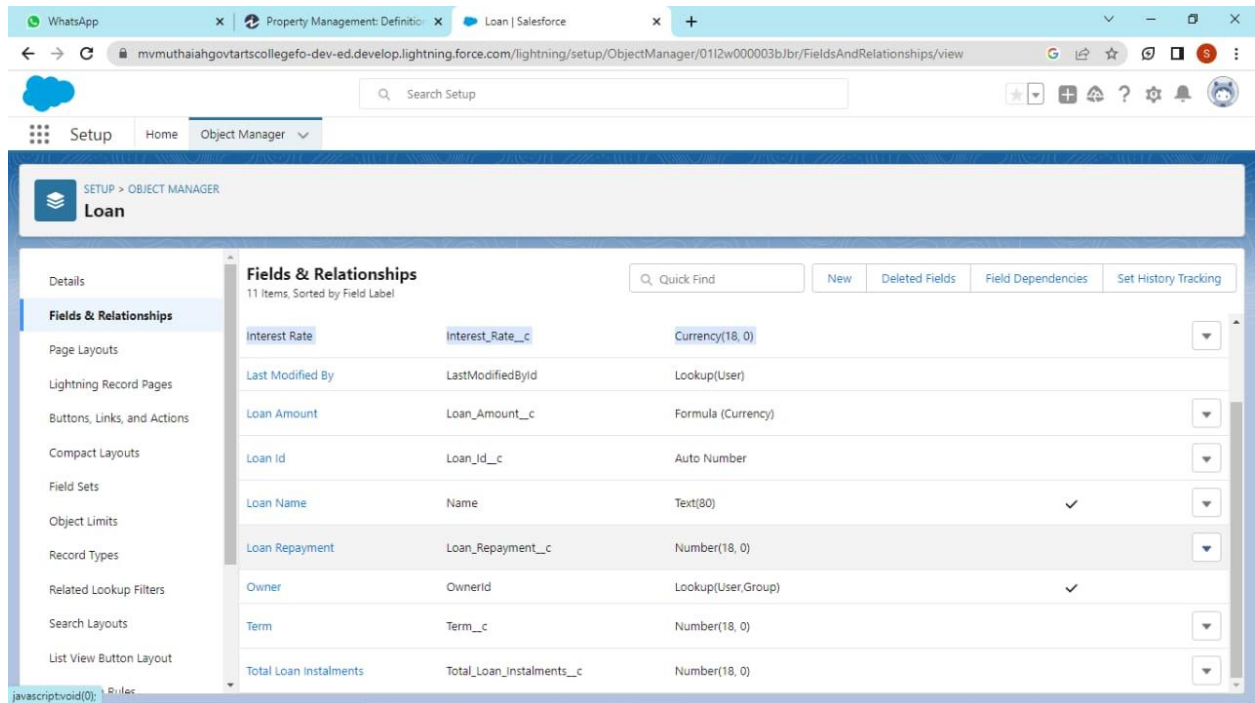 WhatsApp
Property Management: Definition
Loan | Salesforce
mvmuthaiahgovtartscollegefo-dev-ed.develop.lightning.force.com/lightning/setup/ObjectManager/01I2w000003bJbr/FieldsAndRelationships/view
G
S
Search Setup
Setup
Home
Object Manager
SETUP > OBJECT MANAGER
Loan
Details
Fields & Relationships
Page Layouts
Lightning Record Pages
Buttons, Links, and Actions
Compact Layouts
Field Sets
Object Limits
Record Types
Related Lookup Filters
Search Layouts
List View Button Layout
Rules
Fields & Relationships
11 Items, Sorted by Field Label
Quick Find
New
Deleted Fields
Field Dependencies
Set History Tracking
Interest Rate Interest_Rate__c Currency(18, 0)
Last Modified By LastModifiedById Lookup(User)
Loan Amount Loan_Amount__c Formula (Currency)
Loan Id Loan_Id__c Auto Number
Loan Name Name Text(80)
Loan Repayment Loan_Repayment__c Number(18, 0)
Owner OwnerId Lookup(User,Group)
Term Term__c Number(18, 0)
Total Loan Instalments Total_Loan_Instalments__c Number(18, 0)
javascript:void(0);